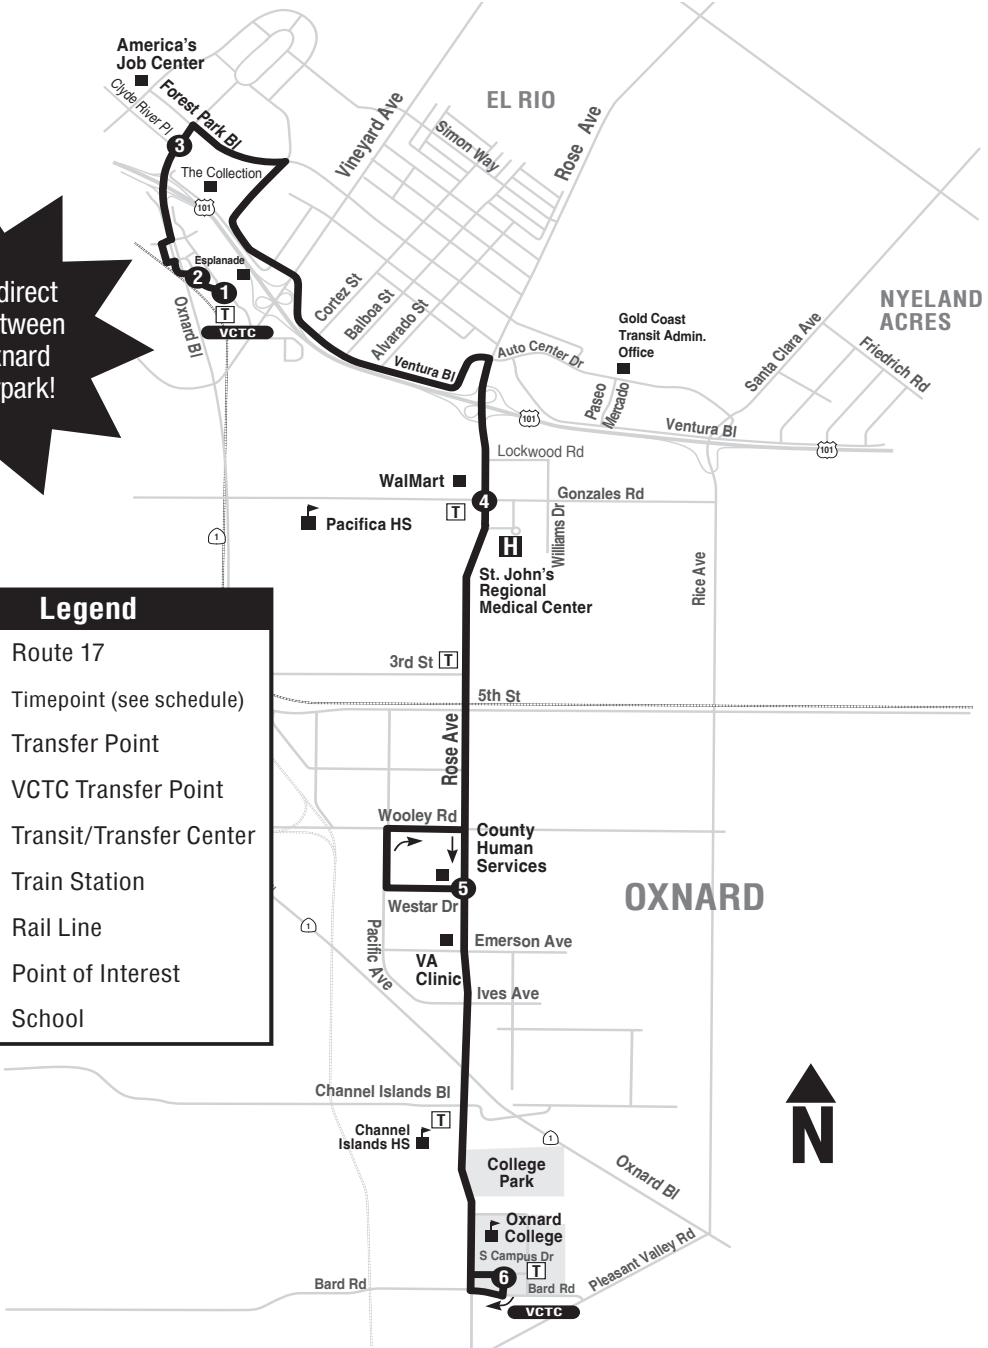 America's
Job Center
Clyde River Pl
Forest Park Bl
3
The Collection
101
Esplanade
2
1
T
VCTC
Oxnard Bl
EL RIO
Vineyard Ave
Simon Way
Rose Ave
Cortez St
Balboa St
Alvarado St
Ventura Bl
Auto Center Dr
Gold Coast
Transit Admin.
Office
Paseo
Mercado
NYELAND
ACRES
Santa Clara Ave
Friedrich Rd
Ventura Bl
101
101
direct
tween
nard
rpark!
Lockwood Rd
WalMart
4
Gonzales Rd
T
Pacifica HS
Williams Dr
H
St. John's
Regional
Medical Center
Rice Ave
1
Legend
Route 17
Timepoint (see schedule)
Transfer Point
VCTC Transfer Point
Transit/Transfer Center
Train Station
Rail Line
Point of Interest
School
3rd St
T
5th St
Rose Ave
Wooley Rd
County
Human
Services
5
Westar Dr
OXNARD
Pacific Ave
1
VA
Clinic
Emerson Ave
Ives Ave
Channel Islands Bl
T
Channel
Islands HS
1
College
Park
Oxnard Bl
N
Oxnard
College
S Campus Dr
6
T
Bard Rd
Bard Rd
Pleasant Valley Rd
VCTC